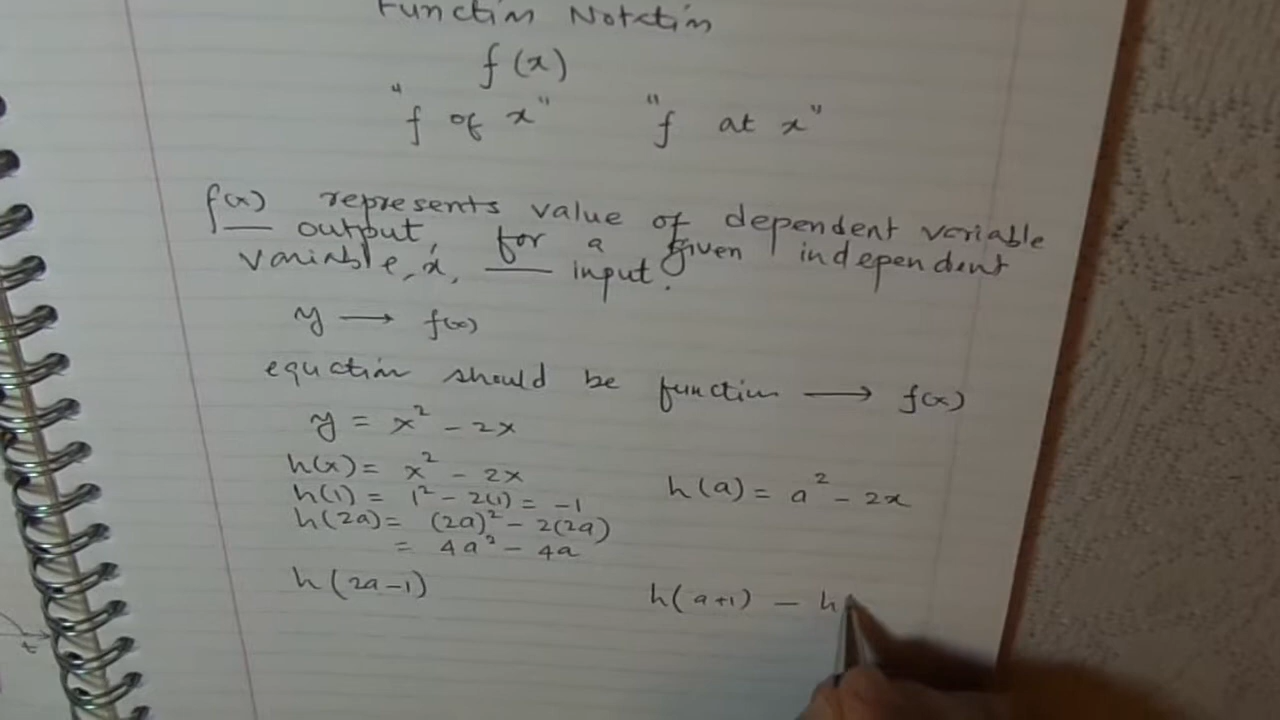 Function Notation
f(x)
"f of x" "f at x"
f(x) represents value of dependent variable
— output, for a given independent
variable, x, — input.
y → f(x)
equation should be function → f(x)
y = x² - 2x
h(x) = x² - 2x
h(a) = a² - 2x
h(1) = 1² - 2(1) = -1
h(2a) = (2a)² - 2(2a)
= 4a² - 4a
h(2a-1)
h(a+1) - h
t